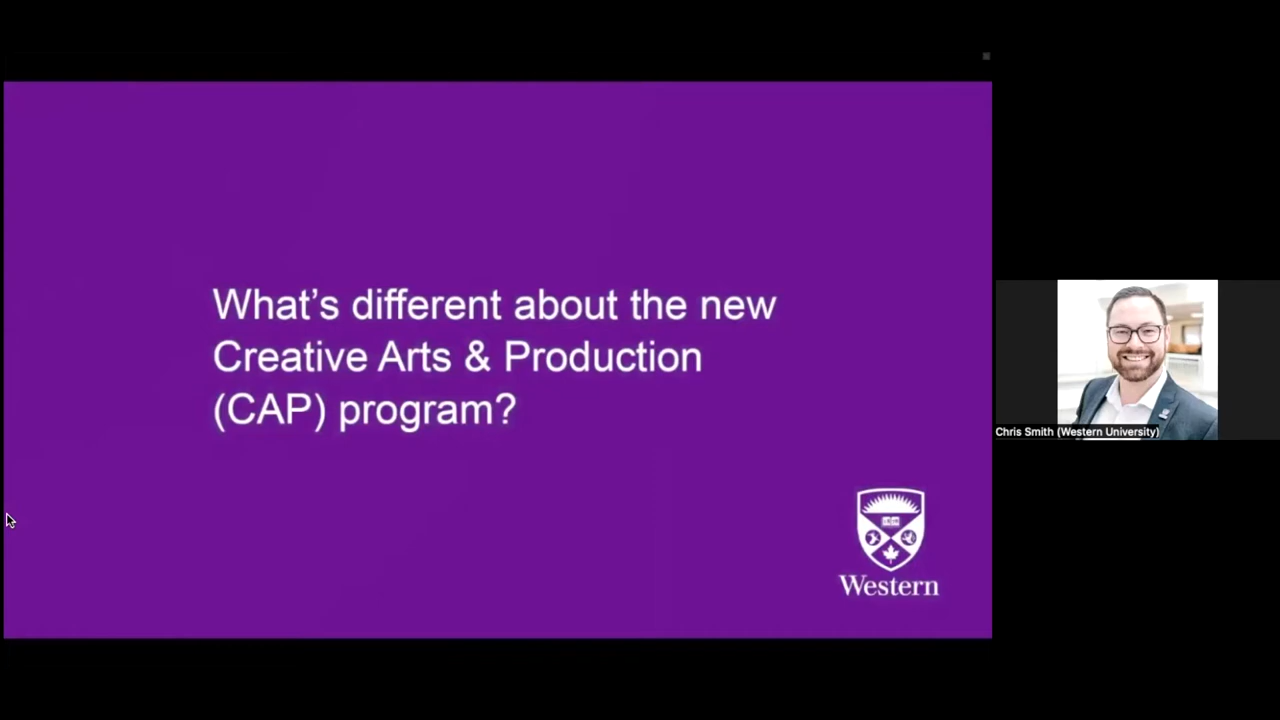 What’s different about the new
Creative Arts & Production
(CAP) program?
Western
Chris Smith (Western University)